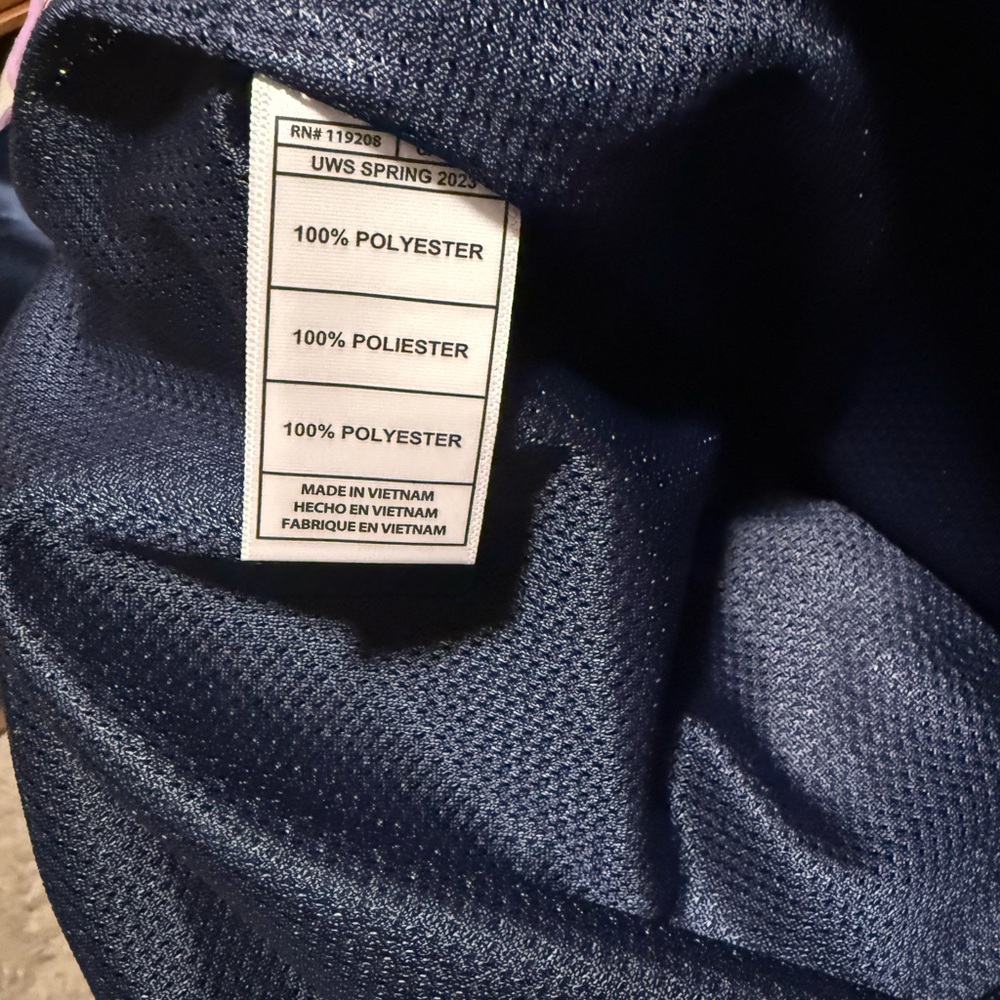 RN# 119208
UWS SPRING 2023
100% POLYESTER
100% POLIESTER
100% POLYESTER
MADE IN VIETNAM
HECHO EN VIETNAM
FABRIQUE EN VIETNAM